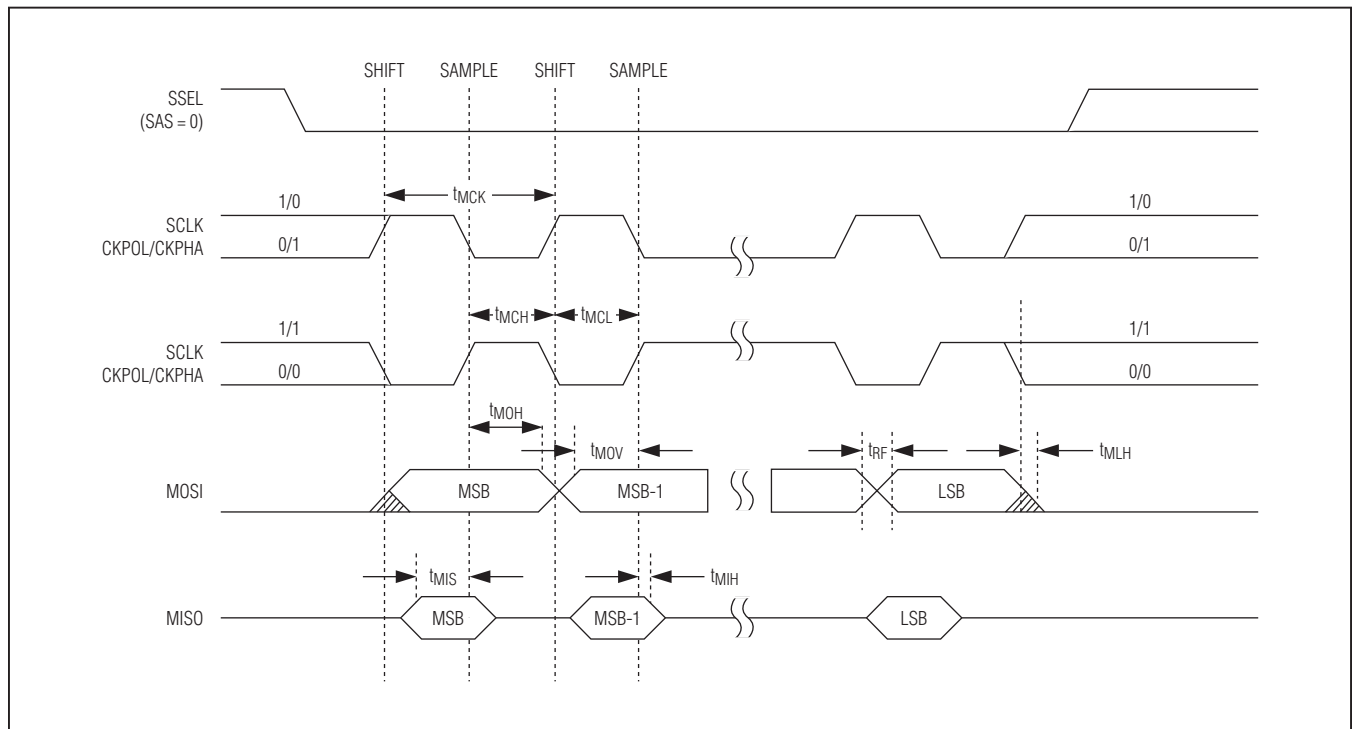 SHIFT SAMPLE SHIFT SAMPLE
SSEL
(SAS = 0)
tMCK
1/0 1/0
SCLK
CKPOL/CKPHA
0/1 0/1
tMCH tMCL
1/1 1/1
SCLK
CKPOL/CKPHA
0/0 0/0
tMOH
tMOV tRF tMLH
MOSI MSB MSB-1 LSB
tMIS tMIH
MISO MSB MSB-1 LSB